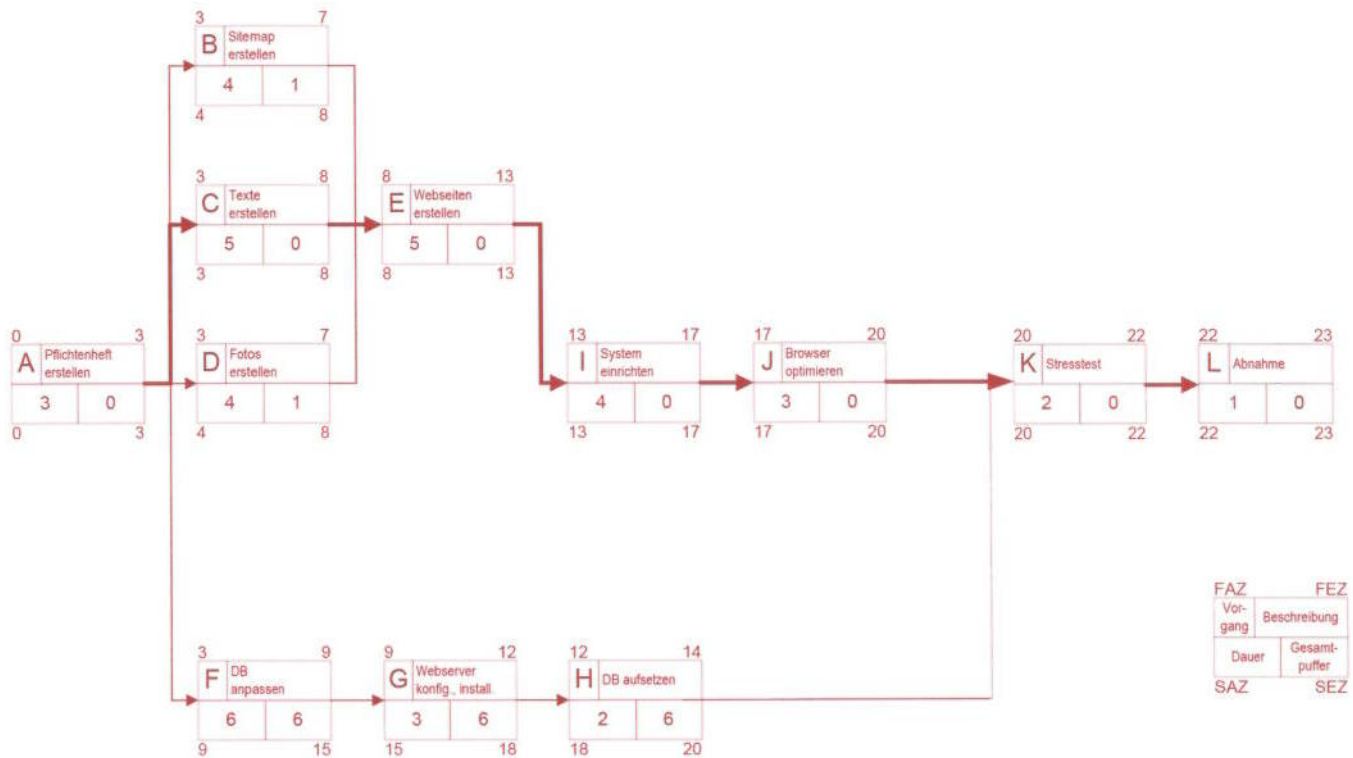 3 7
B Sitemap
erstellen
4 1
4 8
3 8
C Texte
erstellen
5 0
3 8
8 13
E Webseiten
erstellen
5 0
8 13
0 3
A Pflichtenheft
erstellen
3 0
0 3
3 7
D Fotos
erstellen
4 1
4 8
13 17
I System
einrichten
4 0
13 17
17 20
J Browser
optimieren
3 0
17 20
20 22
K Stresstest
2 0
20 22
22 23
L Abnahme
1 0
22 23
3 9
F DB
anpassen
6 6
9 15
9 12
G Webserver
konfig., install.
3 6
15 18
12 14
H DB aufsetzen
2 6
18 20
FAZ FEZ
Vor-
gang Beschreibung
Dauer Gesamt-
puffer
SAZ SEZ